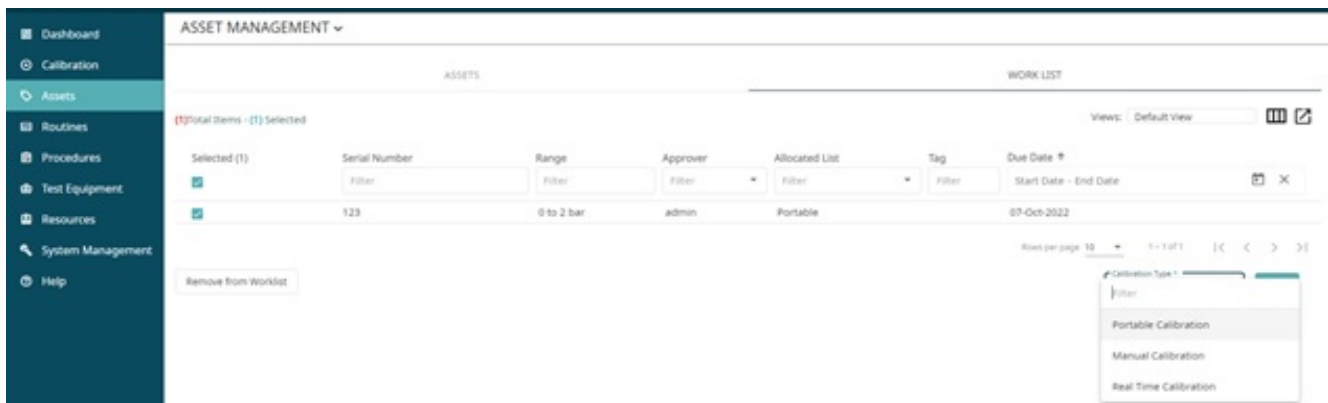 Dashboard
Calibration
Assets
Routines
Procedures
Test Equipment
Resources
System Management
Help
ASSET MANAGEMENT
ASSETS
WORK LIST
(1)Total Items - (1) Selected
Views: Default View
Selected (1)
Serial Number
Range
Approver
Allocated List
Tag
Due Date
Filter
Filter
Filter
Filter
Filter
Start Date - End Date
123
0 to 2 bar
admin
Portable
07-Oct-2022
Rows per page 10
1-1 of 1
Remove from Worklist
Calibration Type *
Filter
Portable Calibration
Manual Calibration
Real Time Calibration